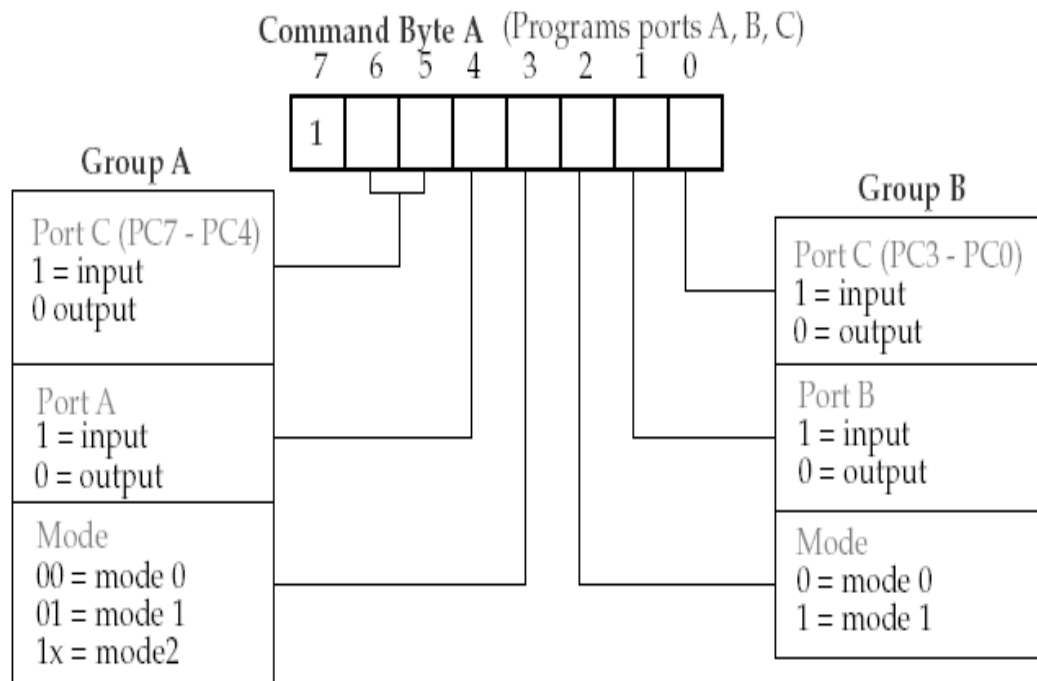 Command Byte A (Programs ports A, B, C)
7 6 5 4 3 2 1 0
1
Group A
Port C (PC7 - PC4)
1 = input
0 output
Port A
1 = input
0 = output
Mode
00 = mode 0
01 = mode 1
1x = mode2
Group B
Port C (PC3 - PC0)
1 = input
0 = output
Port B
1 = input
0 = output
Mode
0 = mode 0
1 = mode 1